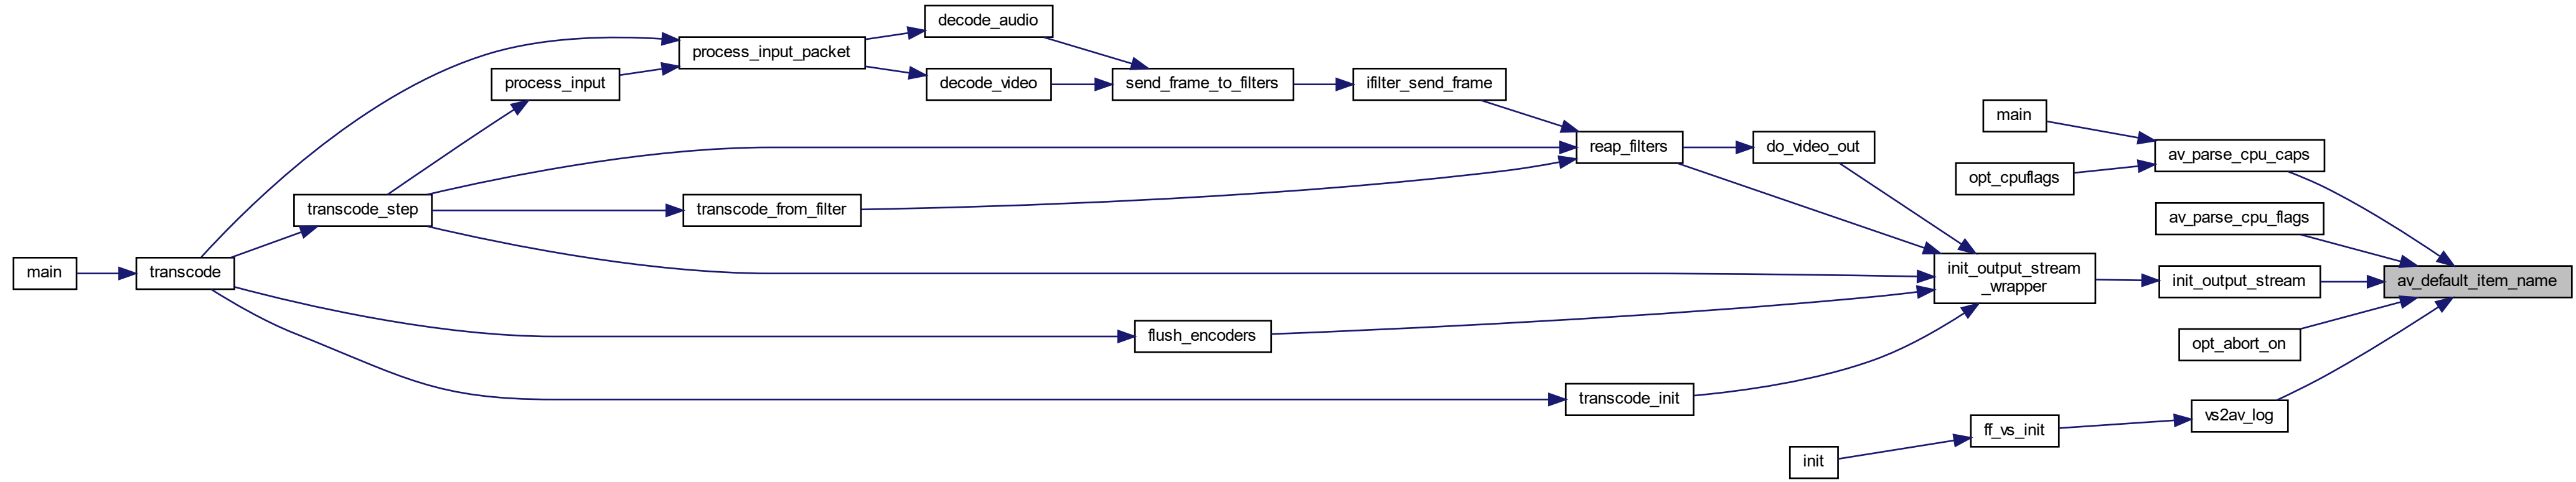 decode_audio
process_input_packet
process_input
decode_video
send_frame_to_filters
ifilter_send_frame
main
reap_filters
do_video_out
av_parse_cpu_caps
opt_cpuflags
transcode_step
transcode_from_filter
av_parse_cpu_flags
main
transcode
init_output_stream
_wrapper
init_output_stream
av_default_item_name
flush_encoders
opt_abort_on
transcode_init
vs2av_log
ff_vs_init
init